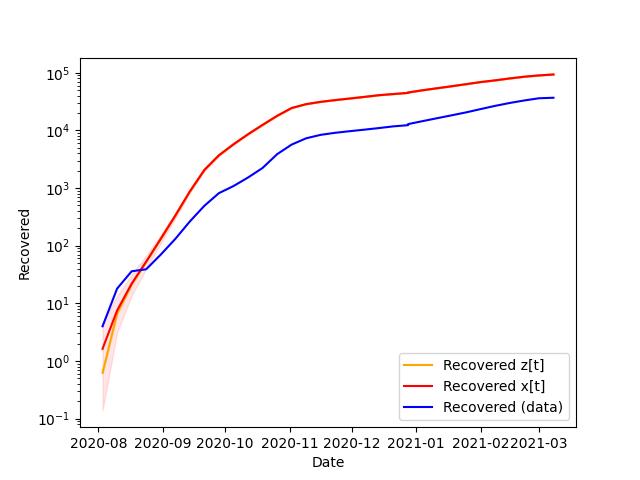 10⁵
10⁴
10³
10²
10¹
10⁰
10⁻¹
Recovered
Recovered z[t]
Recovered x[t]
Recovered (data)
2020-08 2020-09 2020-10 2020-11 2020-12 2021-01 2021-02 2021-03
Date